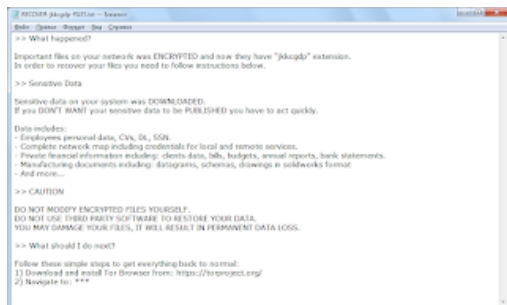 >> What happened?
Important files on your network was ENCRYPTED and now they have "jkkcgdp" extension.
In order to recover your files you need to follow instructions below.
>> Sensitive Data
Sensitive data on your system was DOWNLOADED.
If you DON'T WANT your sensitive data to be PUBLISHED you have to act quickly.
Data includes:
- Employees personal data, CVs, DL, SSN.
- Complete network map including credentials for local and remote services.
- Private financial information including: clients data, bills, budgets, annual reports, bank statements.
- Manufacturing documents including: datagrams, schemas, drawings in solidworks format
- And more...
>> CAUTION
DO NOT MODIFY ENCRYPTED FILES YOURSELF.
DO NOT USE THIRD PARTY SOFTWARE TO RESTORE YOUR DATA.
YOU MAY DAMAGE YOUR FILES, IT WILL RESULT IN PERMANENT DATA LOSS.
>> What should I do next?
Follow these simple steps to get everything back to normal:
1) Download and install Tor Browser from: https://torproject.org/
2) Navigate to: ***